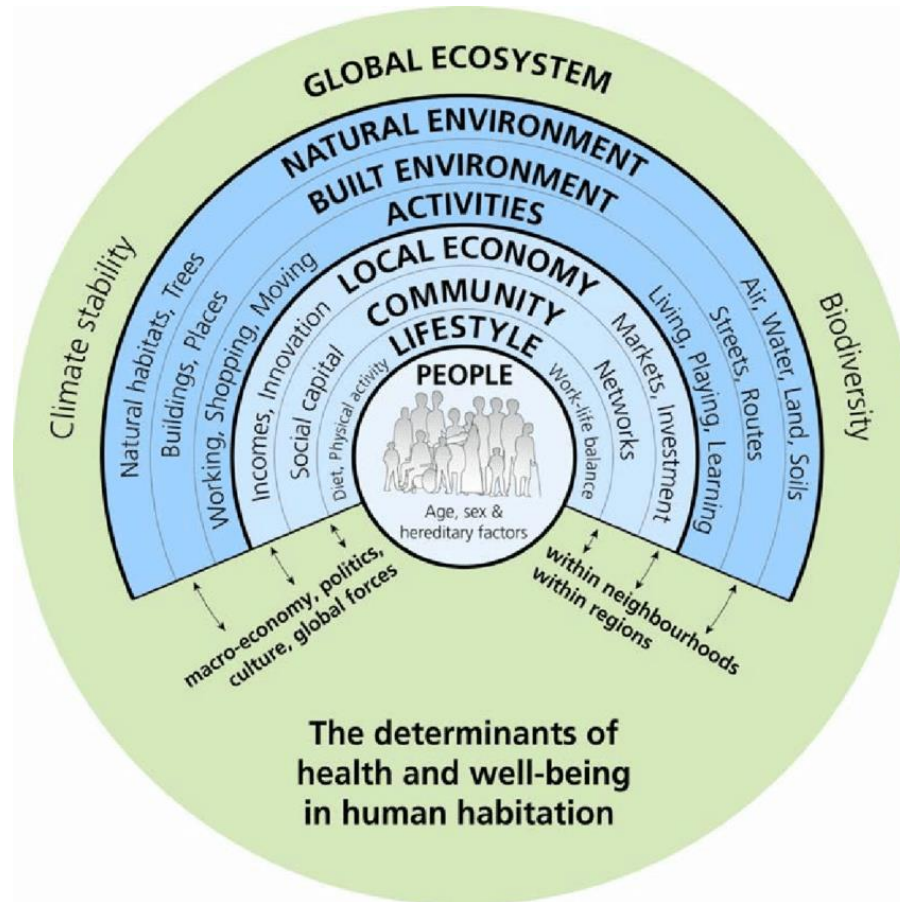 GLOBAL ECOSYSTEM
NATURAL ENVIRONMENT
BUILT ENVIRONMENT
ACTIVITIES
LOCAL ECONOMY
COMMUNITY
LIFESTYLE
PEOPLE
Age, sex &
hereditary factors
Climate stability
Natural habitats, Trees
Buildings, Places
Working, Shopping, Moving
Incomes, Innovation
Social capital
Diet, Physical activity
Work-life balance
Networks
Markets, Investment
Living, Playing, Learning
Streets, Routes
Air, Water, Land, Soils
Biodiversity
macro-economy, politics,
culture, global forces
within neighbourhoods
within regions
The determinants of
health and well-being
in human habitation